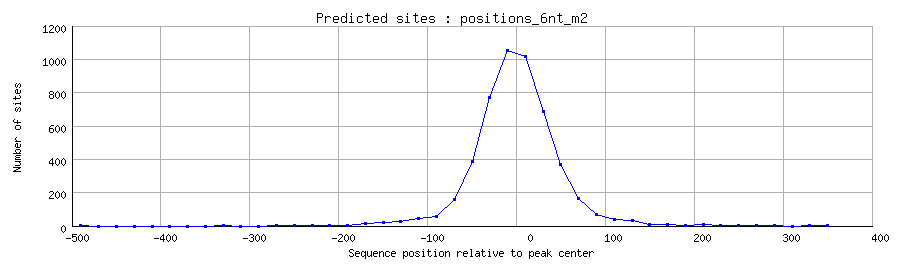 Predicted sites : positions_6nt_m2
1200
1000
800
600
400
200
0
Number of sites
-500 -400 -300 -200 -100 0 100 200 300 400
Sequence position relative to peak center